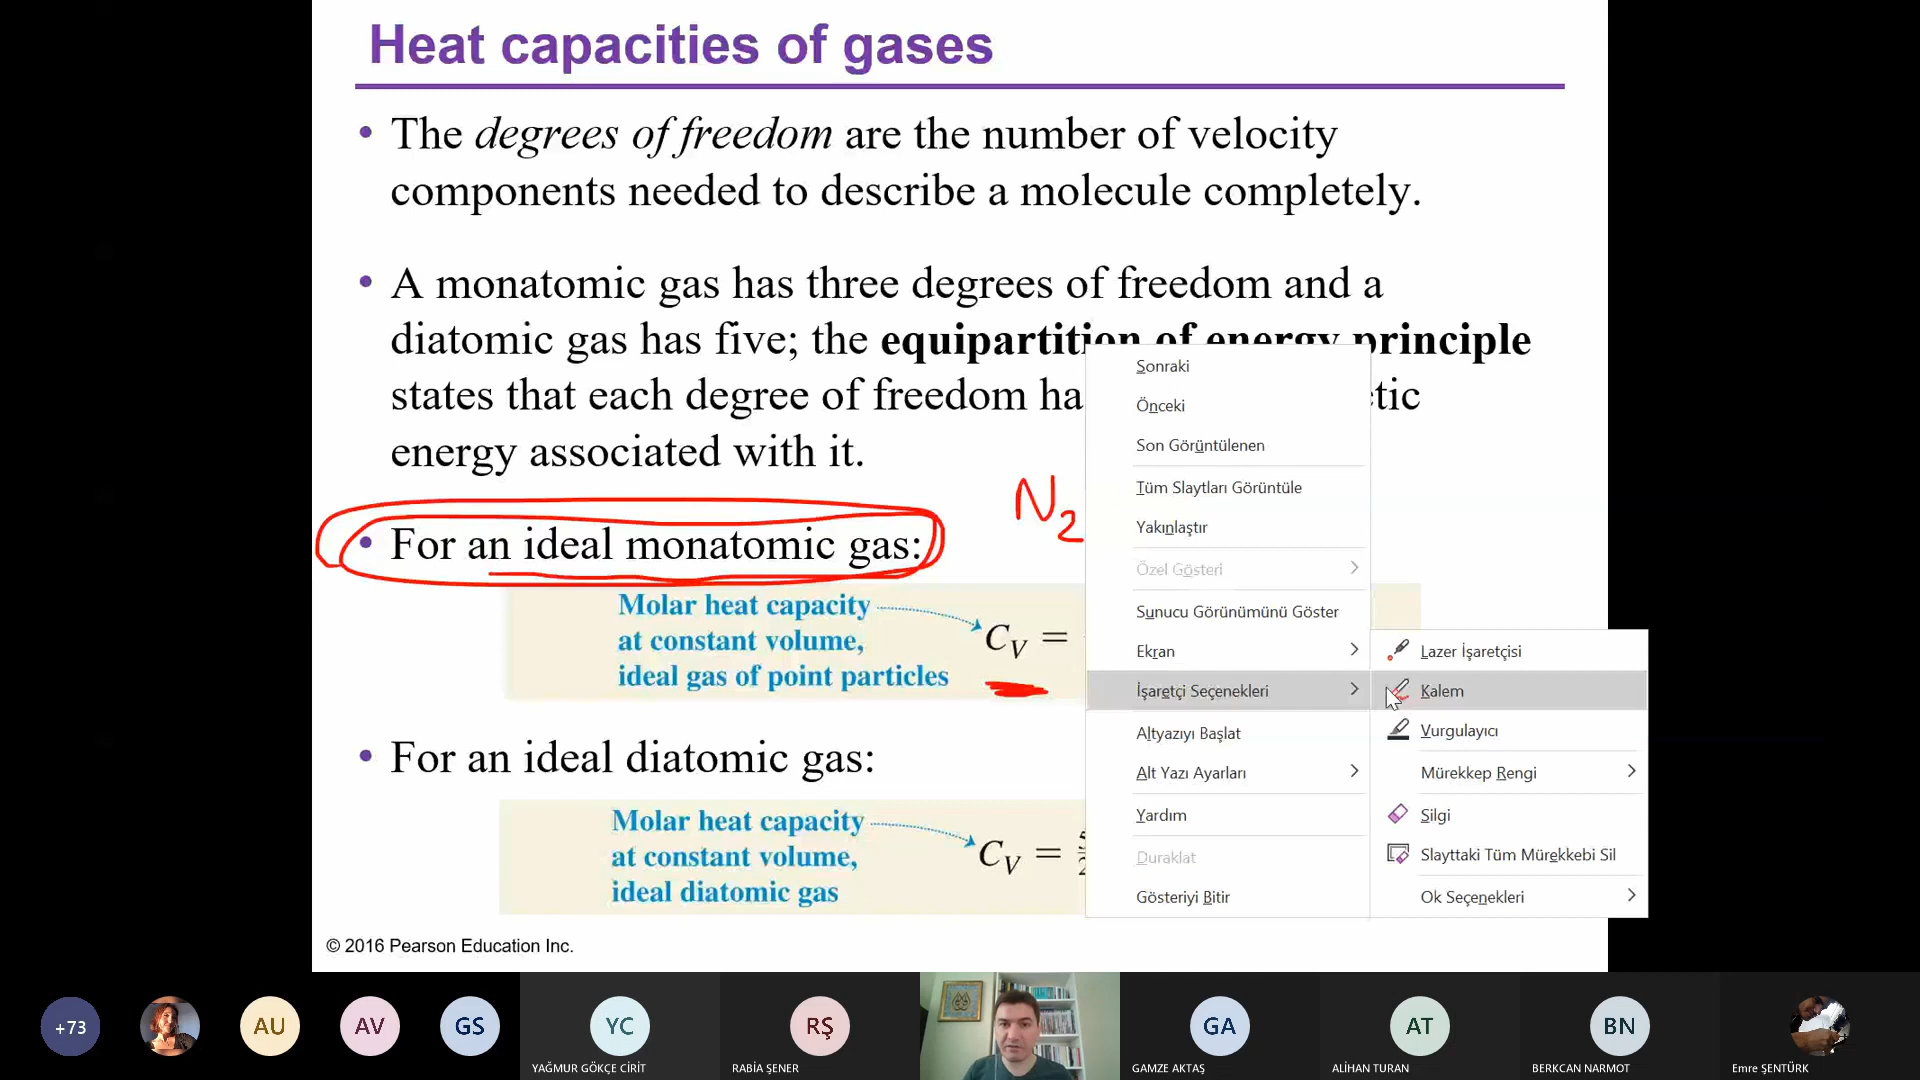 Heat capacities of gases
• The degrees of freedom are the number of velocity
components needed to describe a molecule completely.
• A monatomic gas has three degrees of freedom and a
diatomic gas has five; the equipartition of energy principle
states that each degree of freedom
energy associated with it.
N2
• For an ideal monatomic gas:
Molar heat capacity
at constant volume,
ideal gas of point particles
CV =
• For an ideal diatomic gas:
Molar heat capacity
at constant volume,
ideal diatomic gas
CV =
© 2016 Pearson Education Inc.
Sonraki
Önceki
Son Görüntülenen
Tüm Slaytları Görüntüle
Yakınlaştır
Özel Gösteri
Sunucu Görünümünü Göster
Ekran
İşaretçi Seçenekleri
Altyazıyı Başlat
Alt Yazı Ayarları
Yardım
Duraklat
Gösteriyi Bitir
Lazer İşaretçisi
Kalem
Vurgulayıcı
Mürekkep Rengi
Silgi
Slayttaki Tüm Mürekkebi Sil
Ok Seçenekleri
+73
AU
AV
GS
YC
YAĞMUR GÖKÇE CİRİT
RŞ
RABİA ŞENER
GA
GAMZE AKTAŞ
AT
ALİHAN TURAN
BN
BERKCAN NARMOT
Emre ŞENTÜRK